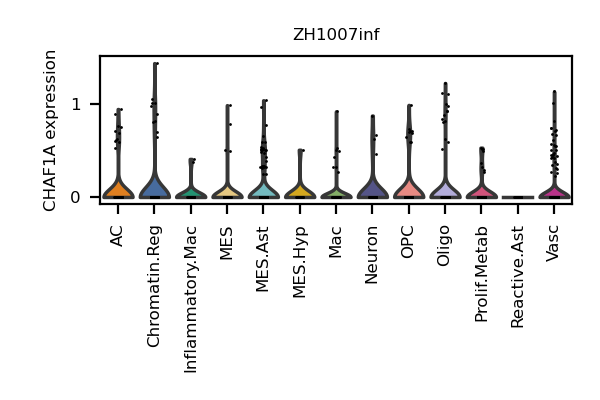 ZH1007inf
CHAF1A expression
1
0
AC
Chromatin.Reg
Inflammatory.Mac
MES
MES.Ast
MES.Hyp
Mac
Neuron
OPC
Oligo
Prolif.Metab
Reactive.Ast
Vasc